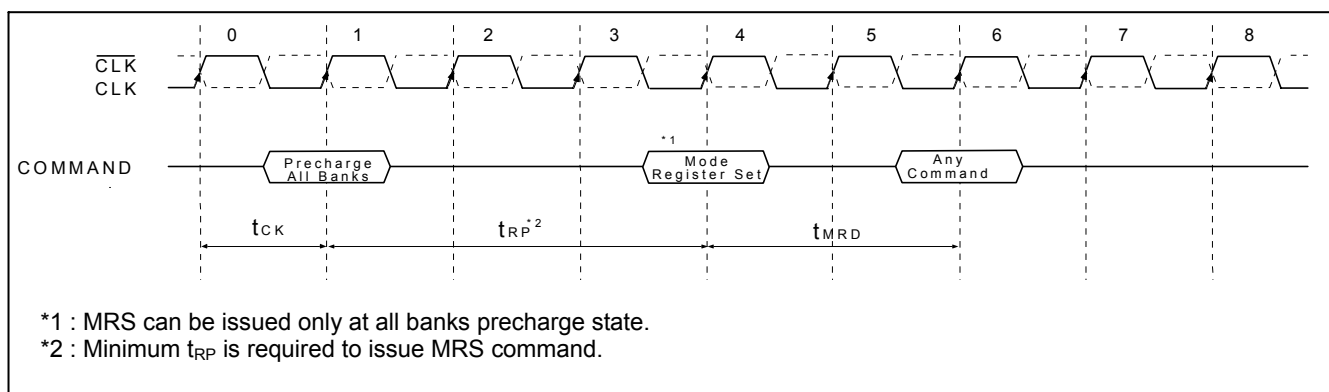 0 1 2 3 4 5 6 7 8
CLK
CLK
*1
COMMAND
Precharge
All Banks
Mode
Register Set
Any
Command
tCK
tRP*2
tMRD
*1 : MRS can be issued only at all banks precharge state.
*2 : Minimum tRP is required to issue MRS command.